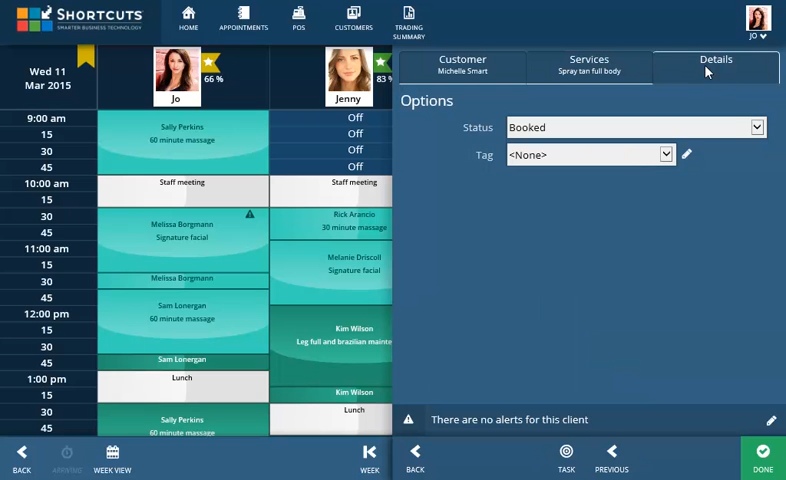 SHORTCUTS
SMARTER BUSINESS TECHNOLOGY
HOME
APPOINTMENTS
POS
CUSTOMERS
TRADING
SUMMARY
JO
Wed 11
Mar 2015
66 %
Jo
83 %
Jenny
Customer
Michelle Smart
Services
Spray tan full body
Details
Options
Status
Booked
Tag
<None>
9:00 am
15
30
45
10:00 am
15
30
45
11:00 am
15
30
45
12:00 pm
15
30
45
1:00 pm
15
30
45
Sally Perkins
60 minute massage
Staff meeting
Melissa Borgmann
Signature facial
Melissa Borgmann
Sam Lonergan
60 minute massage
Sam Lonergan
Lunch
Sally Perkins
60 minute massage
Off
Off
Off
Off
Staff meeting
Rick Arancio
30 minute massage
Melanie Driscoll
Signature facial
Kim Wilson
Leg full and brazilian mainte
Kim Wilson
Lunch
There are no alerts for this client
BACK
ARRIVING
WEEK VIEW
WEEK
BACK
TASK
PREVIOUS
DONE